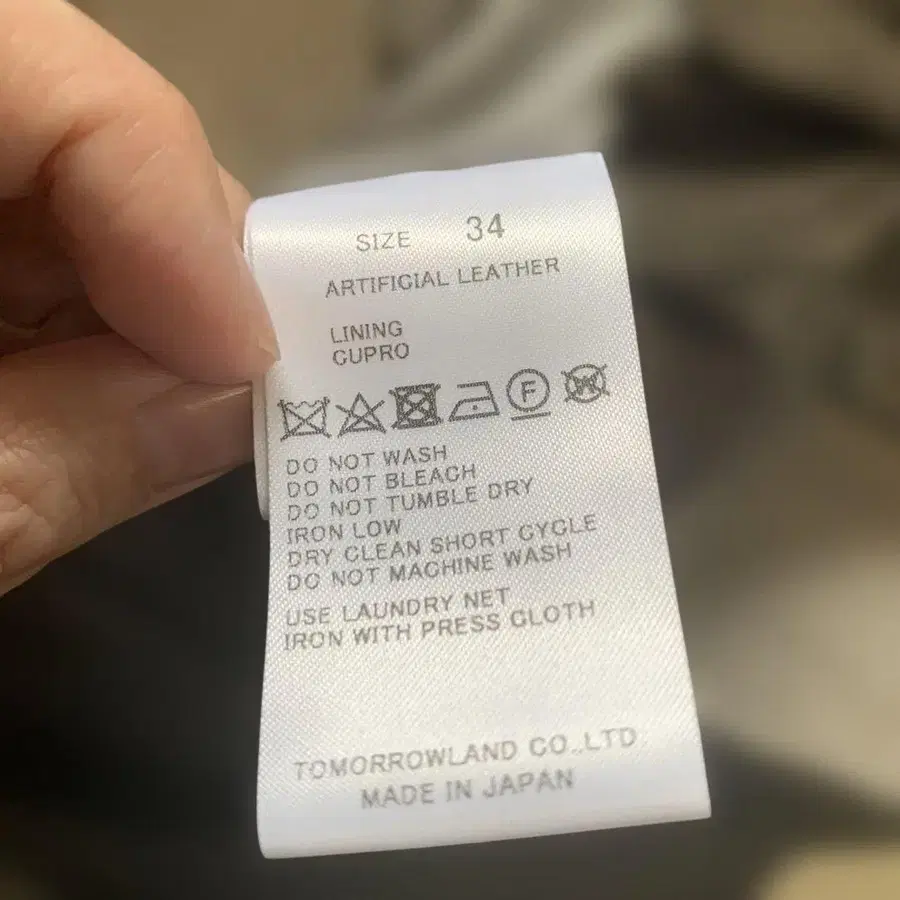 SIZE 34
ARTIFICIAL LEATHER
LINING
CUPRO
F
W
DO NOT WASH
DO NOT BLEACH
DO NOT TUMBLE DRY
IRON LOW
DRY CLEAN SHORT CYCLE
DO NOT MACHINE WASH
USE LAUNDRY NET
IRON WITH PRESS CLOTH
TOMORROWLAND CO.,LTD
MADE IN JAPAN